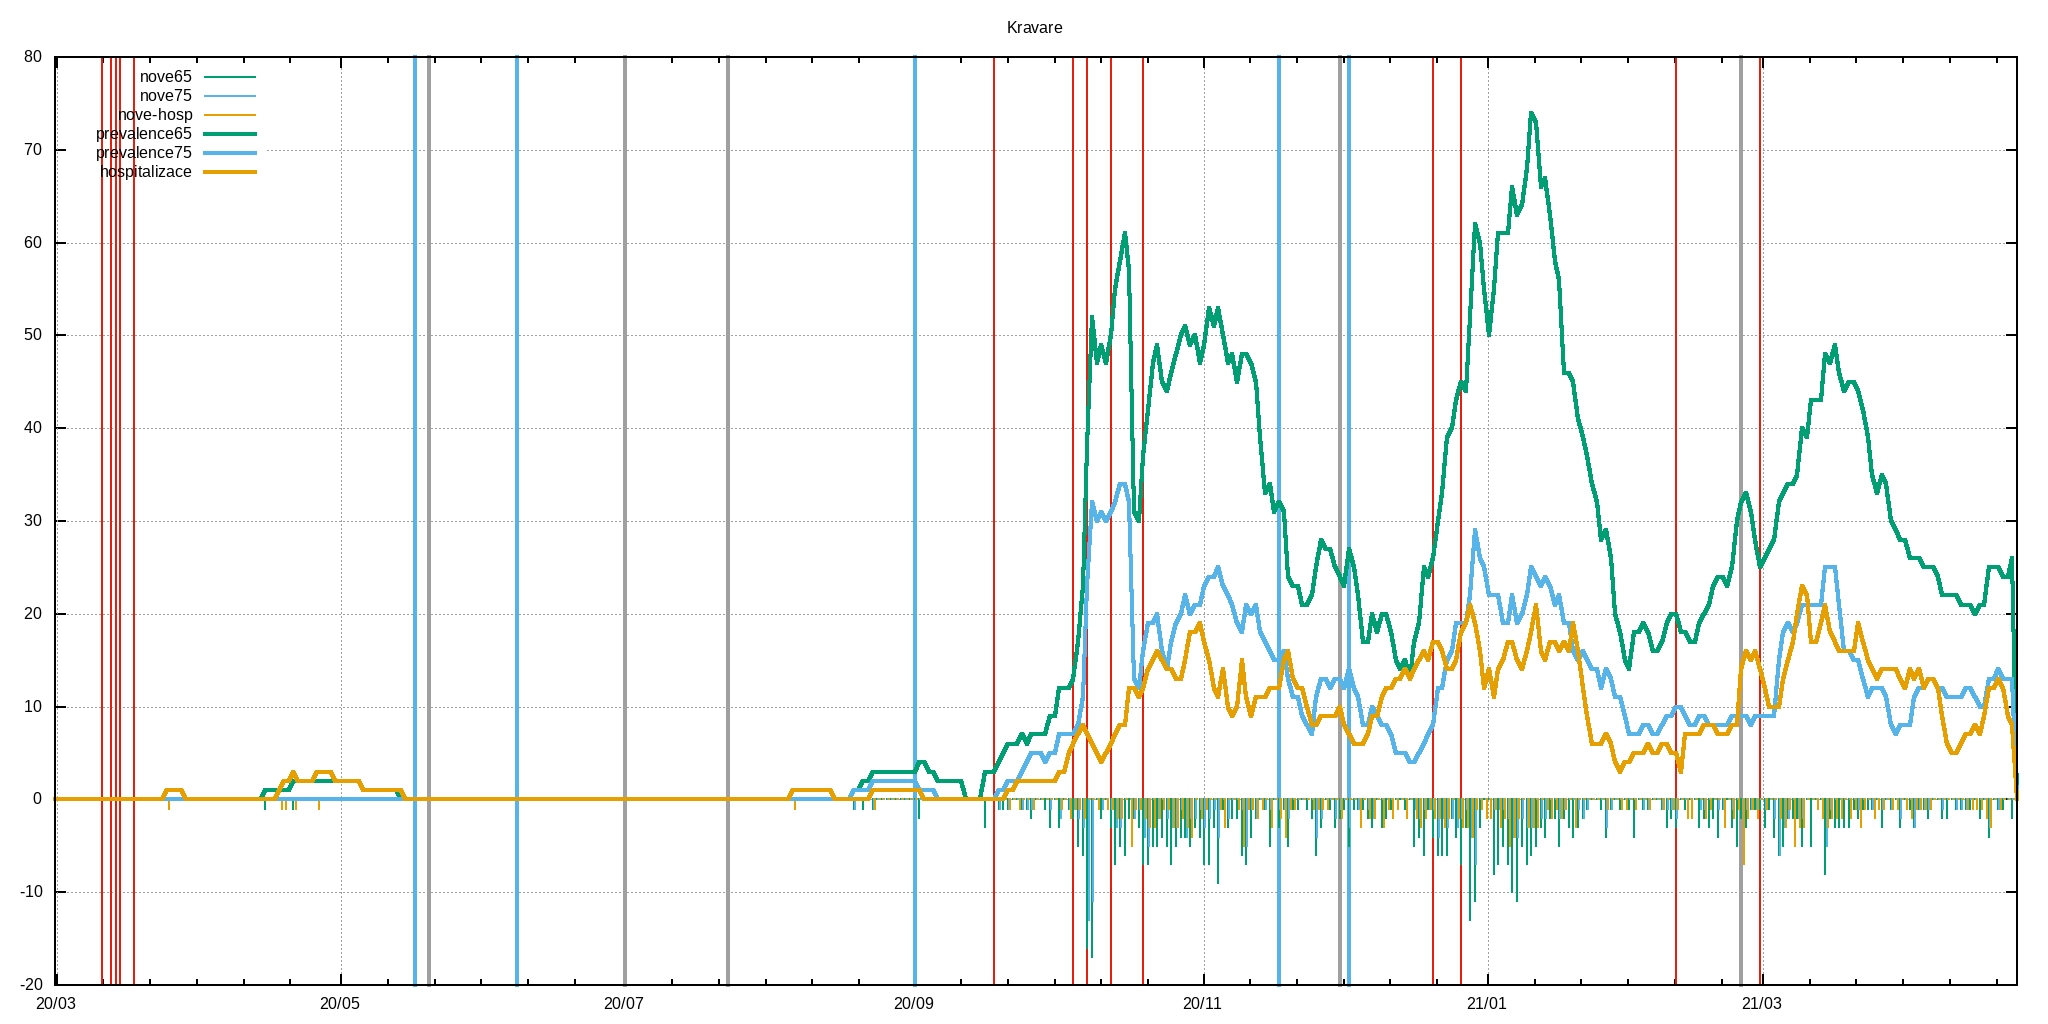 Kravare
80
70
60
50
40
30
20
10
0
-10
-20
nove65
nove75
nove-hosp
prevalence65
prevalence75
hospitalizace
20/03 20/05 20/07 20/09 20/11 21/01 21/03